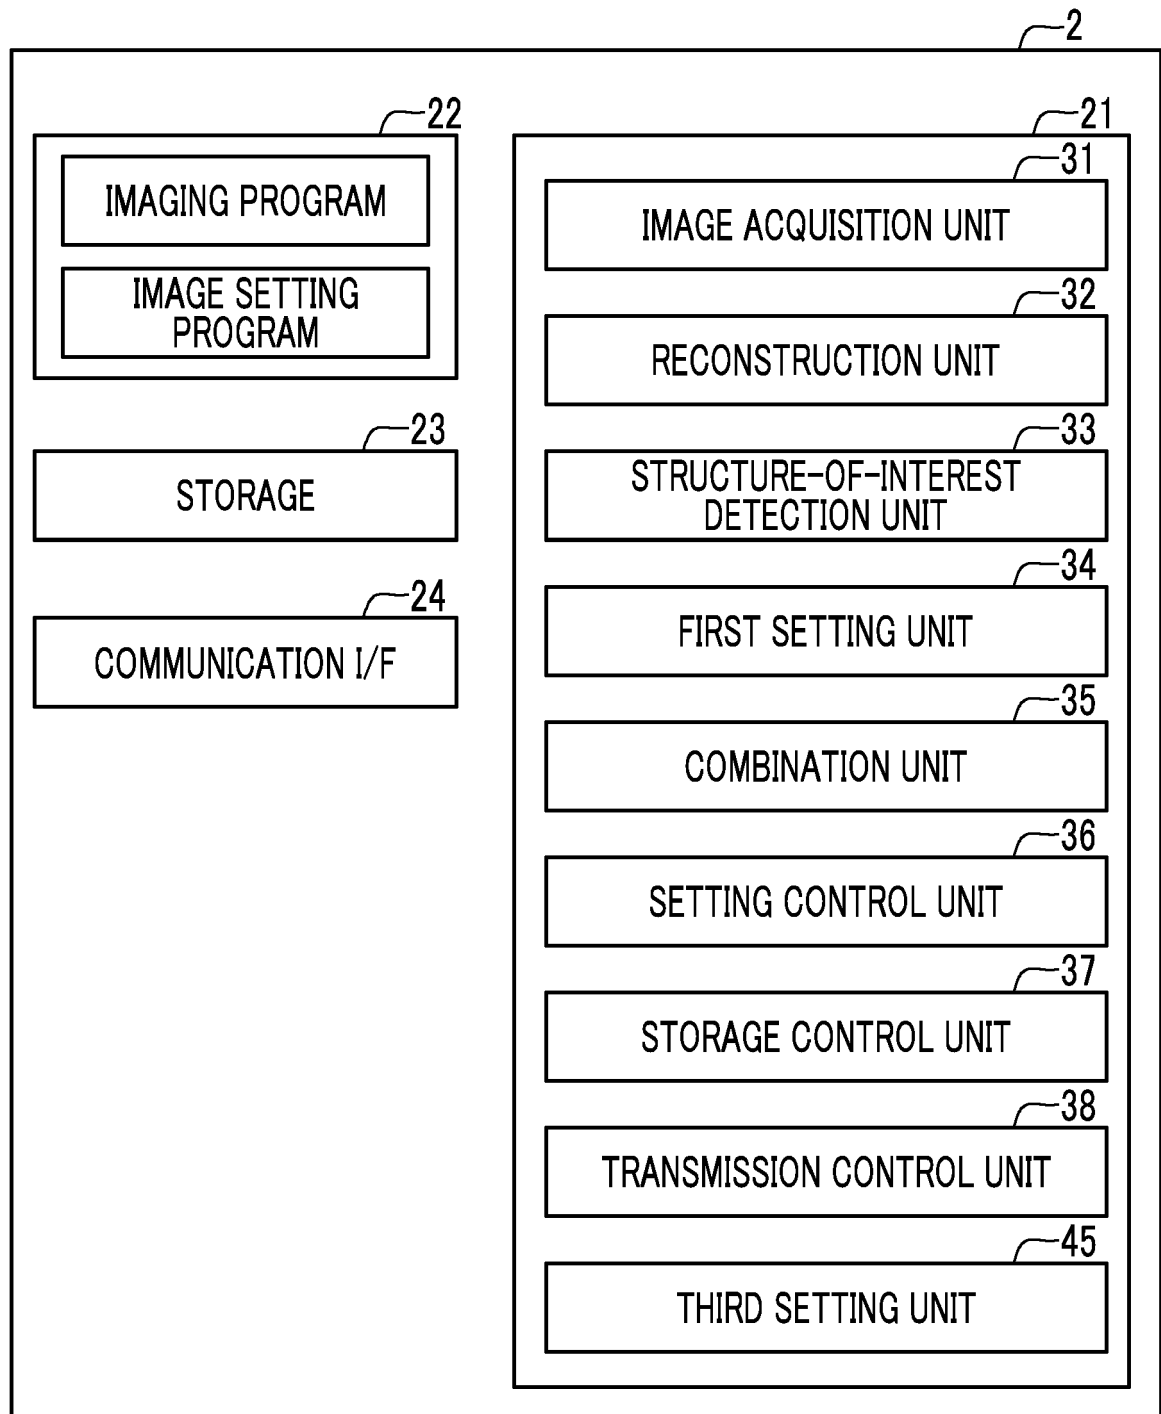 2
22
IMAGING PROGRAM
IMAGE SETTING
PROGRAM
23
STORAGE
24
COMMUNICATION I/F
21
31
IMAGE ACQUISITION UNIT
32
RECONSTRUCTION UNIT
33
STRUCTURE-OF-INTEREST
DETECTION UNIT
34
FIRST SETTING UNIT
35
COMBINATION UNIT
36
SETTING CONTROL UNIT
37
STORAGE CONTROL UNIT
38
TRANSMISSION CONTROL UNIT
45
THIRD SETTING UNIT